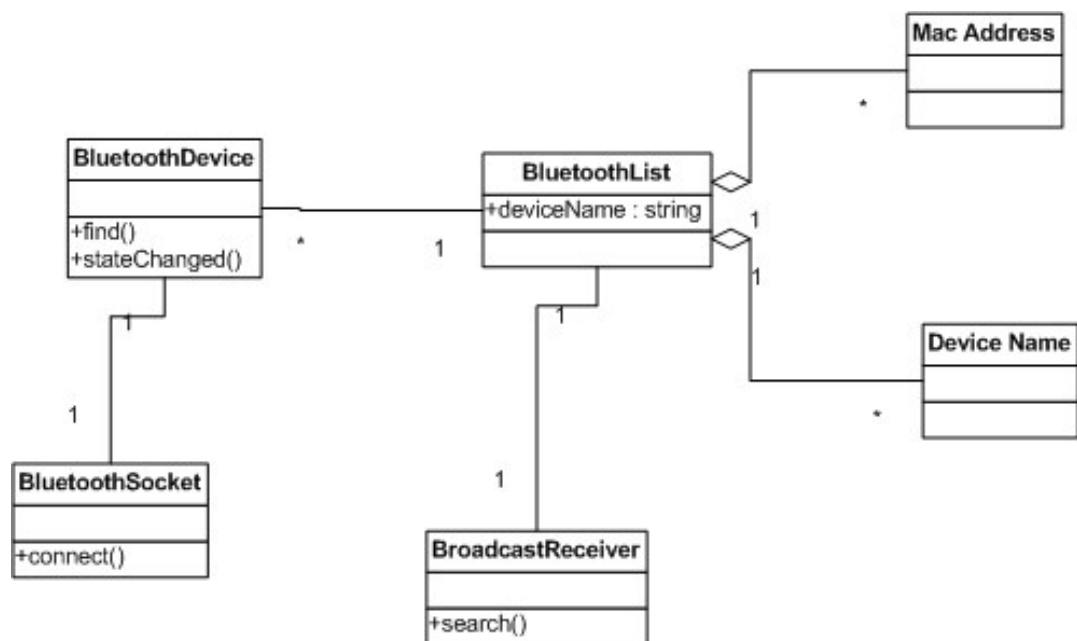 Mac Address
*
BluetoothDevice
+find()
+stateChanged()
*
1
BluetoothList
+deviceName : string
1
1
Device Name
*
1
1
BluetoothSocket
+connect()
1
1
BroadcastReceiver
+search()